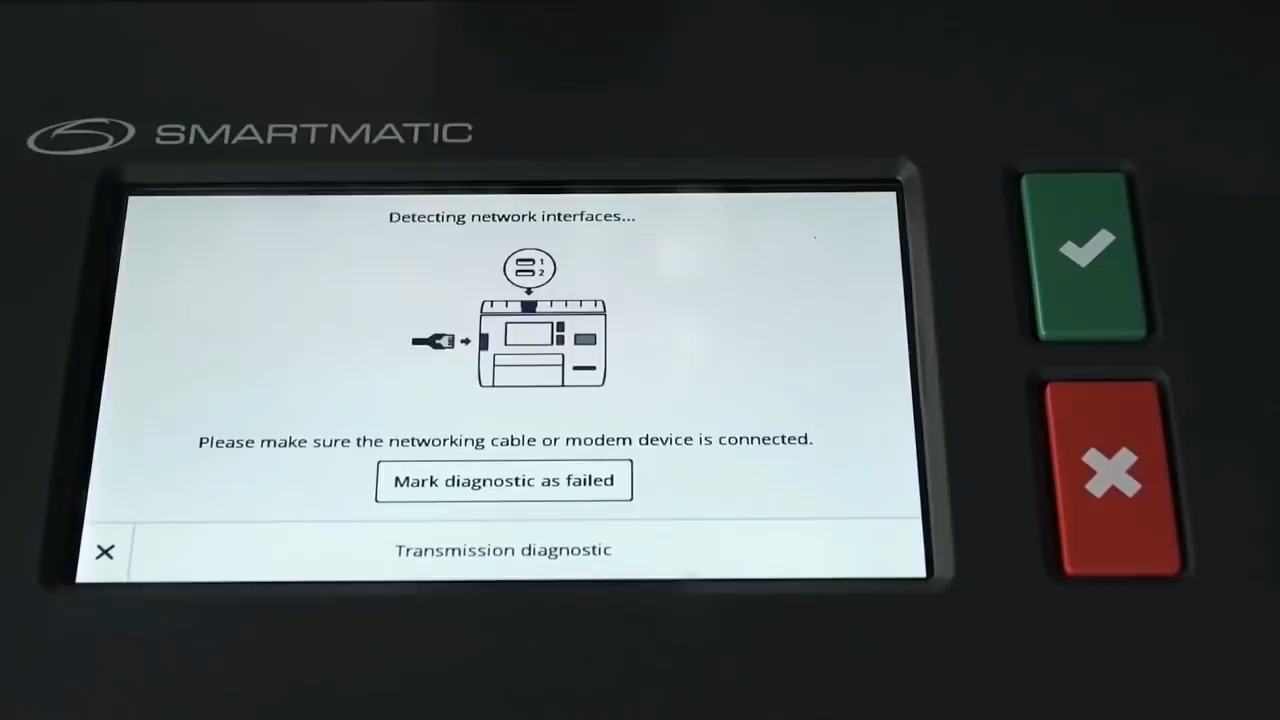 SMARTMATIC
Detecting network interfaces...
1
2
Please make sure the networking cable or modem device is connected.
Mark diagnostic as failed
Transmission diagnostic